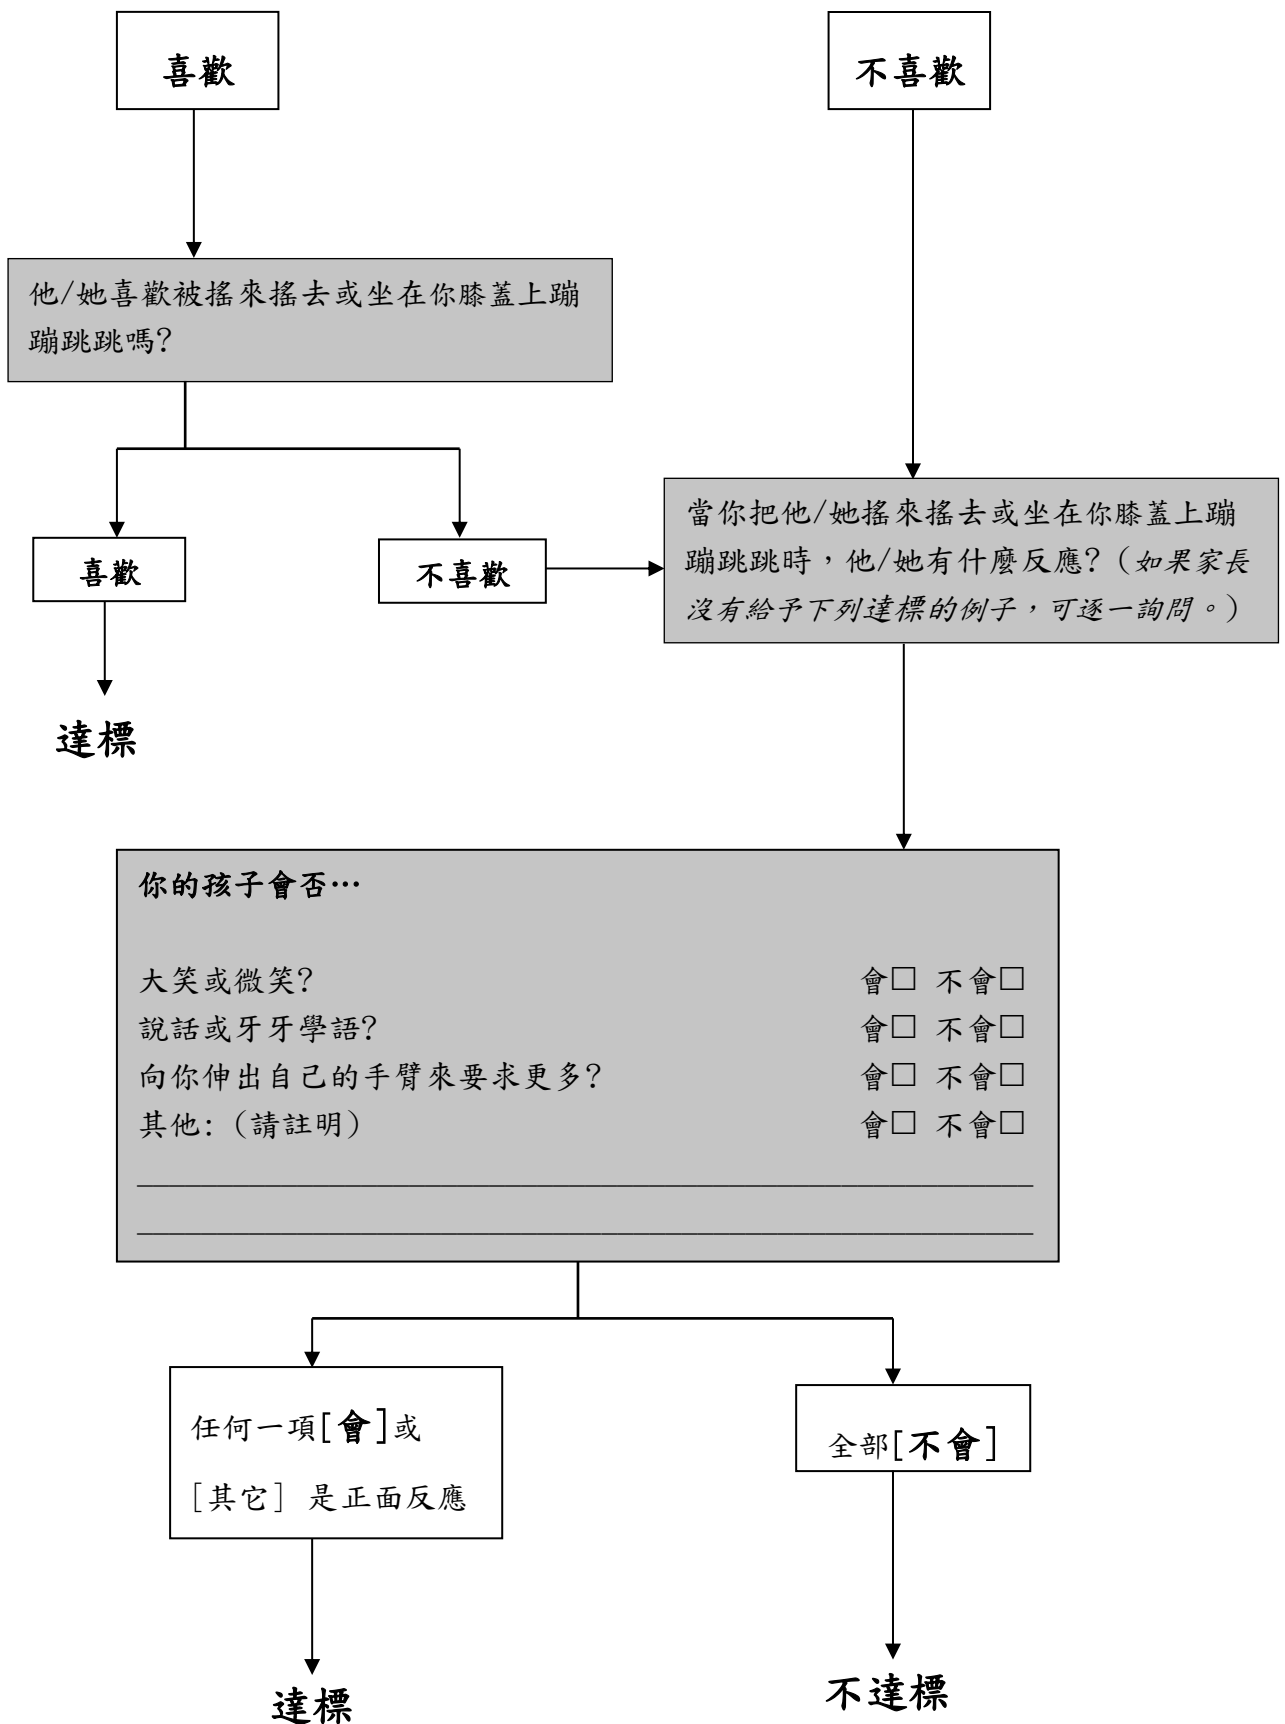 喜歡
不喜歡
他/她喜歡被搖來搖去或坐在你膝蓋上蹦
蹦跳跳嗎?
喜歡
不喜歡
當你把他/她搖來搖去或坐在你膝蓋上蹦
蹦跳跳時,他/她有什麼反應?(如果家長
沒有給予下列達標的例子,可逐一詢問。)
達標
你的孩子會否…
大笑或微笑? 會□ 不會□
說話或牙牙學語? 會□ 不會□
向你伸出自己的手臂來要求更多? 會□ 不會□
其他:(請註明) 會□ 不會□
任何一項[會]或
[其它] 是正面反應
全部[不會]
達標
不達標